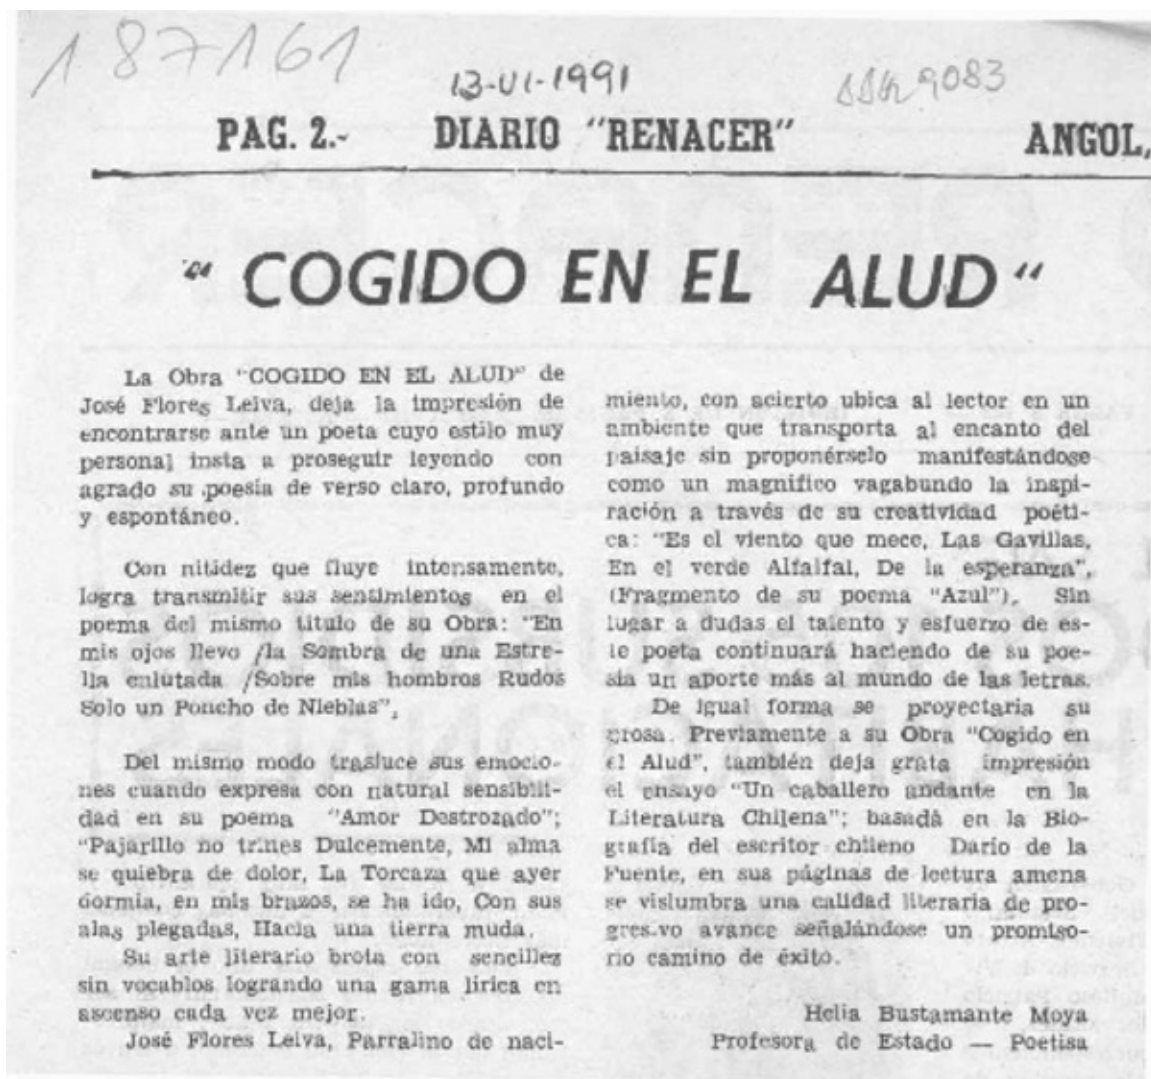 187161
13-VI-1991
9083
PAG. 2.- DIARIO "RENACER" ANGOL,
"COGIDO EN EL ALUD"
La Obra "COGIDO EN EL ALUD" de
José Flores Leiva, deja la impresión de
encontrarse ante un poeta cuyo estilo muy
personal insta a proseguir leyendo con
agrado su poesía de verso claro, profundo
y espontáneo.
Con nitidez que fluye intensamente,
logra transmitir sus sentimientos en el
poema del mismo título de su Obra: "En
mis ojos llevo /la Sombra de una Estre-
lla enlutada /Sobre mis hombros Rudos
Solo un Poncho de Nieblas",
Del mismo modo trasluce sus emocio-
nes cuando expresa con natural sensibili-
dad en su poema "Amor Destrozado";
"Pajarillo no trines Dulcemente, Mi alma
se quiebra de dolor, La Torcaza que ayer
dormía, en mis brazos, se ha ido, Con sus
alas plegadas, Hacia una tierra muda.
Su arte literario brota con sencillez
sin vocablos logrando una gama lírica en
ascenso cada vez mejor.
José Flores Leiva, Parralino de naci-
miento, con acierto ubica al lector en un
ambiente que transporta al encanto del
paisaje sin proponérselo manifestándose
como un magnífico vagabundo la inspi-
ración a través de su creatividad poéti-
ca: "Es el viento que mece, Las Gavillas,
En el verde Alfalfal, De la esperanza",
(Fragmento de su poema "Azul"), Sin
lugar a dudas el talento y esfuerzo de es-
te poeta continuará haciendo de su poe-
sía un aporte más al mundo de las letras.
De igual forma se proyectaría su
prosa. Previamente a su Obra "Cogido en
el Alud", también deja grata impresión
el ensayo "Un caballero andante en la
Literatura Chilena"; basada en la Bio-
grafía del escritor chileno Darío de la
Fuente, en sus páginas de lectura amena
se vislumbra una calidad literaria de pro-
gresivo avance señalándose un promiso-
rio camino de éxito.
Helia Bustamante Moya
Profesora de Estado — Poetisa